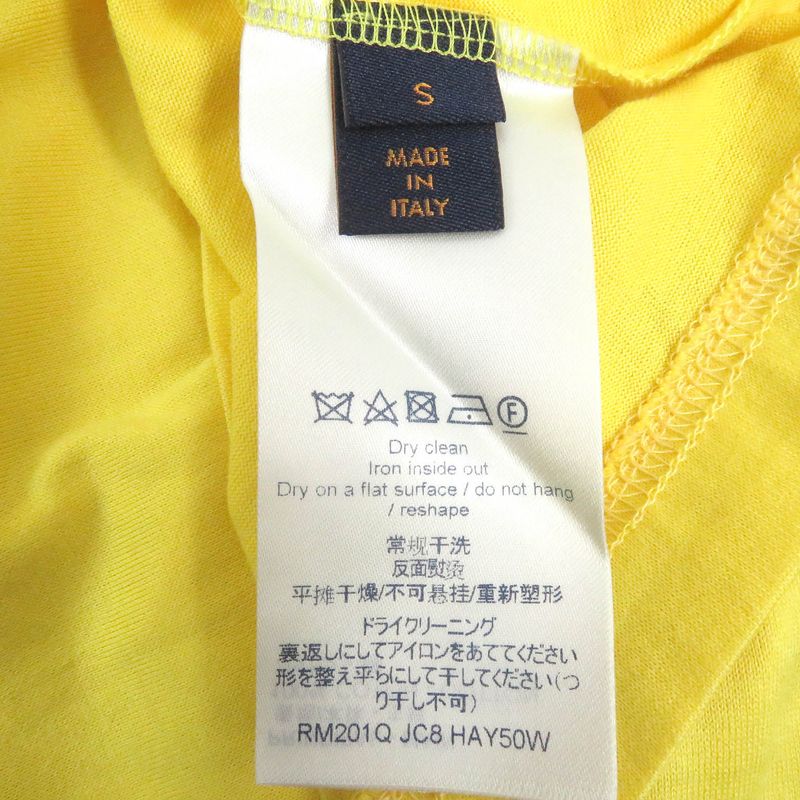 S
MADE
IN
ITALY
F
Dry clean
Iron inside out
Dry on a flat surface / do not hang
/ reshape
常规干洗
反面熨烫
平摊干燥/不可悬挂/重新塑形
ドライクリーニング
裏返しにしてアイロンをあててください
形を整え平らにして干してください(つ
り干し不可)
RM201Q JC8 HAY50W